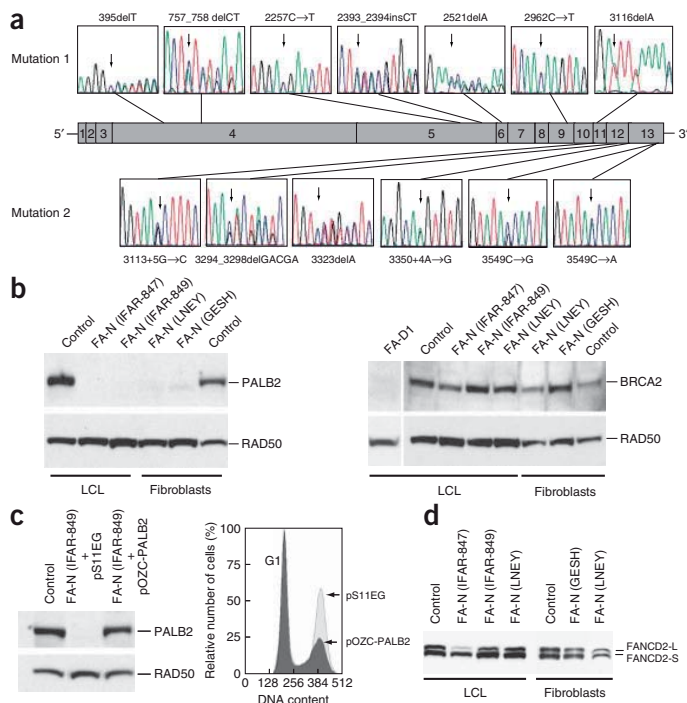 a
395delT 757_758 delCT 2257C→T 2393_2394insCT 2521delA 2962C→T 3116delA
Mutation 1
5′ 1 2 3 4 5 6 7 8 9 10 11 12 13 3′
Mutation 2
3113+5G→C 3294_3298delGACGA 3323delA 3350+4A→G 3549C→G 3549C→A
b
Control FA-N (IFAR-847) FA-N (IFAR-849) FA-N (LNEY) FA-N (GESH) Control
PALB2
RAD50
LCL Fibroblasts
FA-D1 Control FA-N (IFAR-847) FA-N (IFAR-849) FA-N (LNEY) FA-N (LNEY) FA-N (GESH) Control
BRCA2
RAD50
LCL Fibroblasts
c
Control FA-N (IFAR-849) + pS11EG FA-N (IFAR-849) + pOZC-PALB2
PALB2
RAD50
Relative number of cells (%)
100
75
50
25
0
G1
pS11EG
pOZC-PALB2
0 128 256 384 512
DNA content
d
Control FA-N (IFAR-847) FA-N (IFAR-849) FA-N (LNEY) Control FA-N (GESH) FA-N (LNEY)
FANCD2-L
FANCD2-S
LCL Fibroblasts